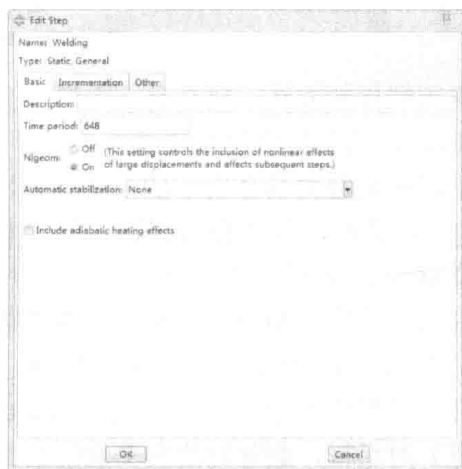 Edit Step
Name: Welding
Type: Static, General
Basic Incrementation Other
Description:
Time period: 648
Nlgeom: Off (This setting controls the inclusion of nonlinear effects
On of large displacements and affects subsequent steps.)
Automatic stabilization: None
Include adiabatic heating effects
OK Cancel